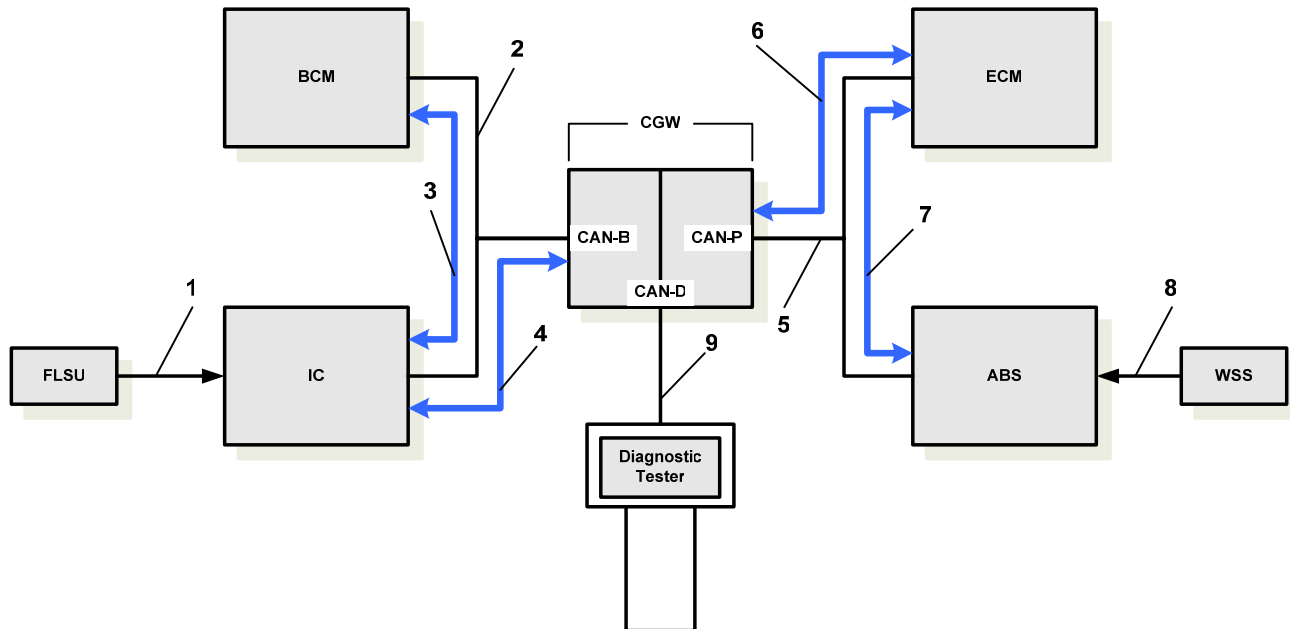 6
2
BCM
ECM
CGW
3
7
CAN-B
CAN-P
CAN-D
1
8
5
4
9
FLSU
IC
ABS
WSS
Diagnostic
Tester